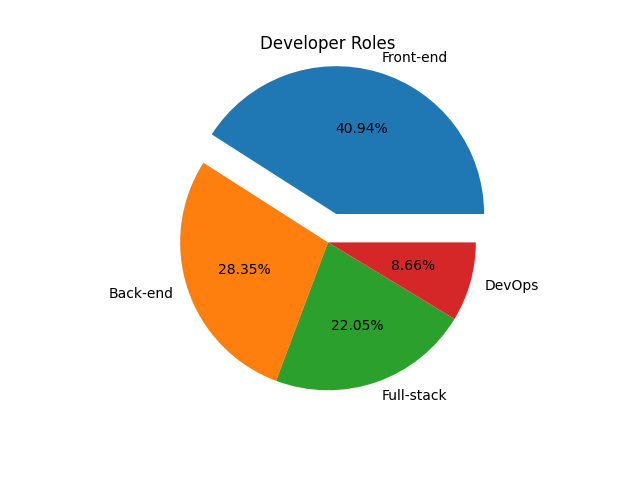 Developer Roles
Front-end
40.94%
28.35%
8.66%
Back-end
DevOps
22.05%
Full-stack